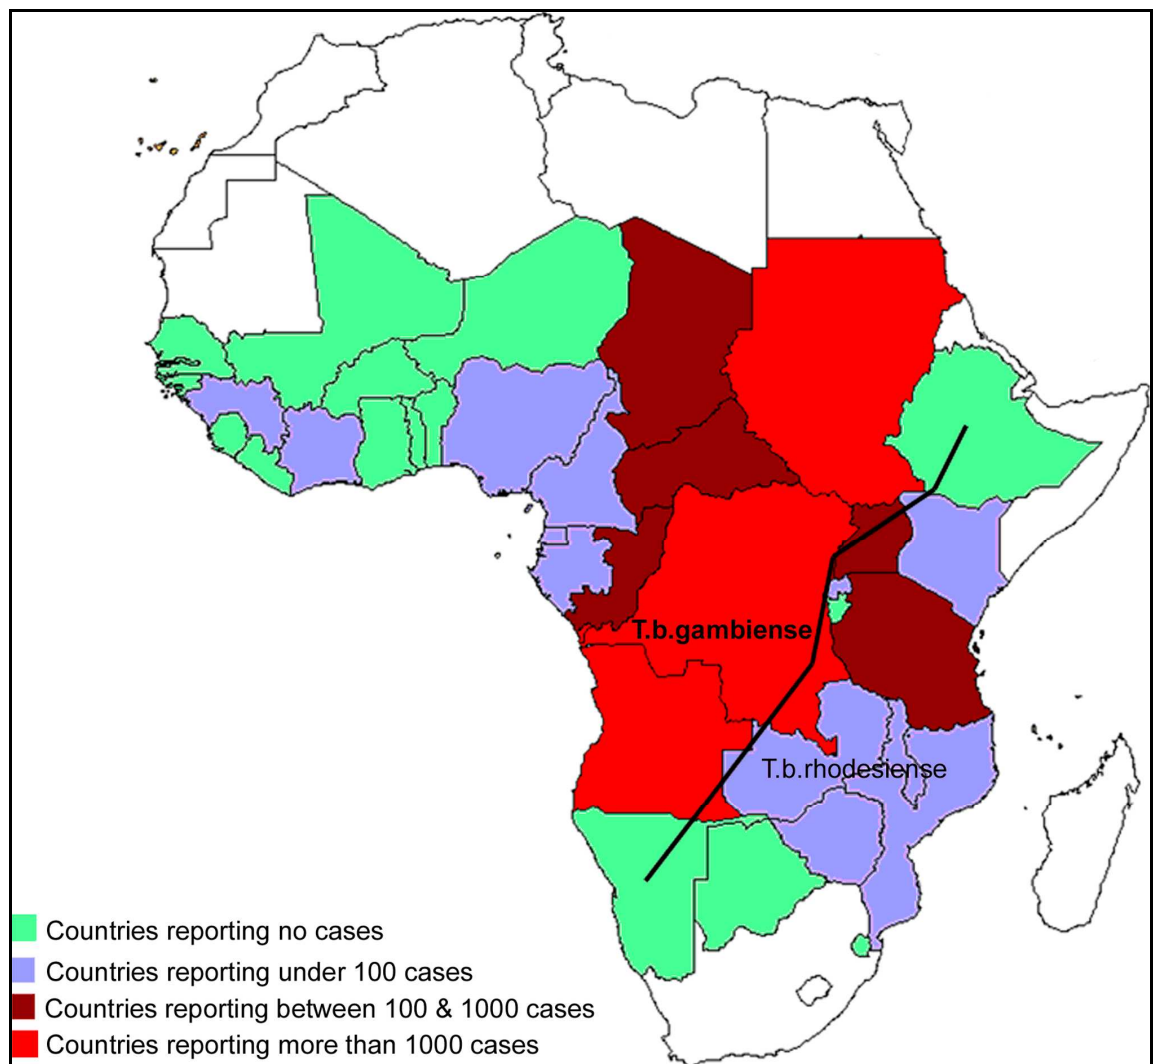 T.b.gambiense
T.b.rhodesiense
Countries reporting no cases
Countries reporting under 100 cases
Countries reporting between 100 & 1000 cases
Countries reporting more than 1000 cases